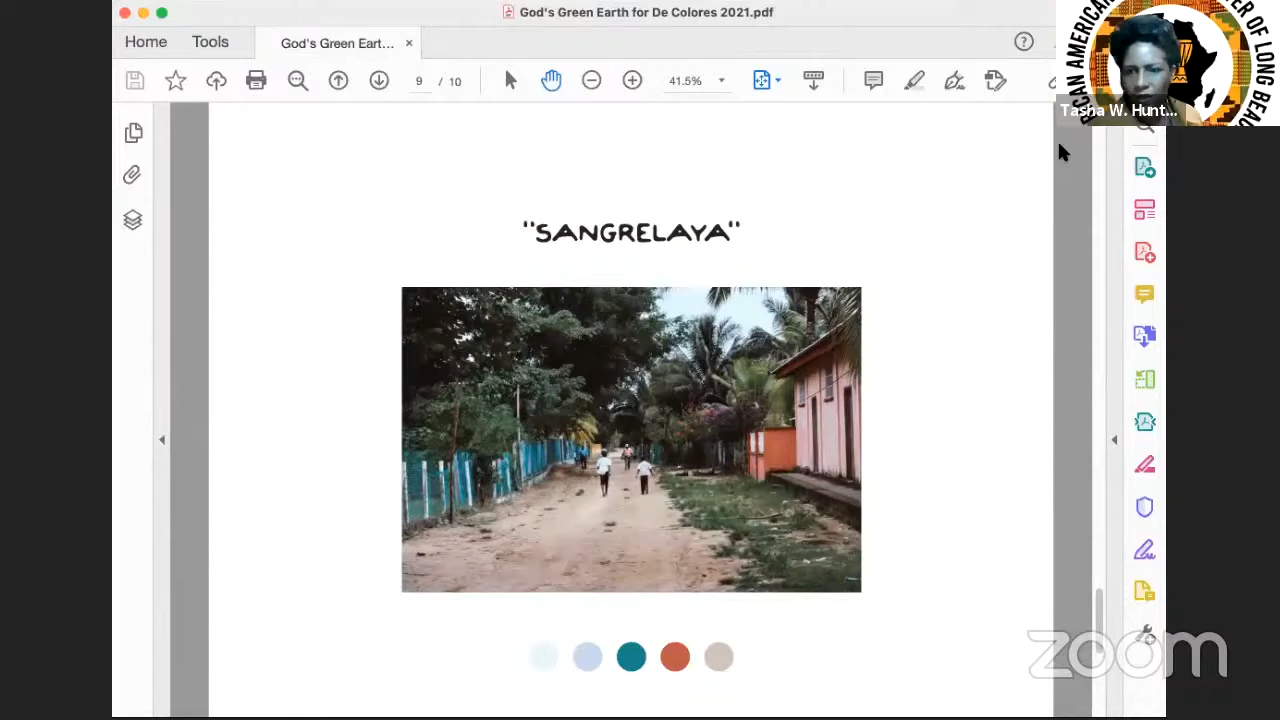 God's Green Earth for De Colores 2021.pdf
Home
Tools
God's Green Eart...
9 / 10
41.5%
Tasha W. Hunt...
"SANGRELAYA"
zoom